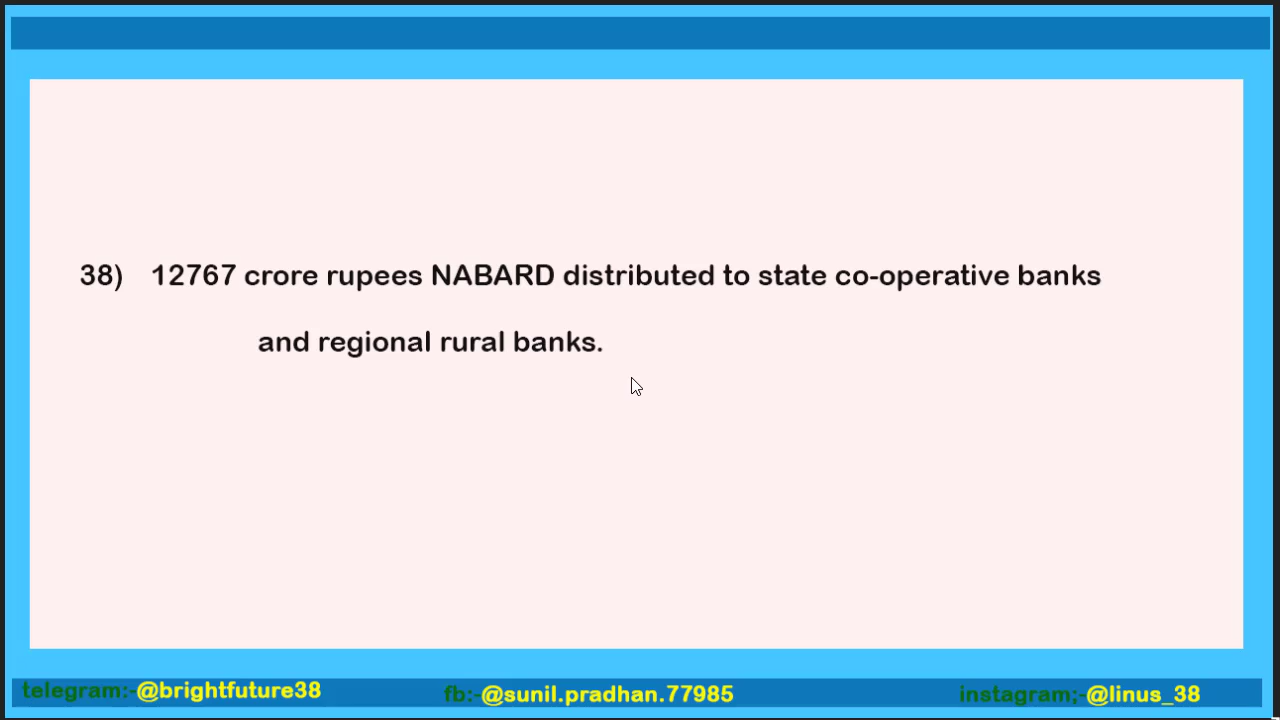 38) 12767 crore rupees NABARD distributed to state co-operative banks
and regional rural banks.
telegram:-@brightfuture38 fb:-@sunil.pradhan.77985 instagram;-@linus_38